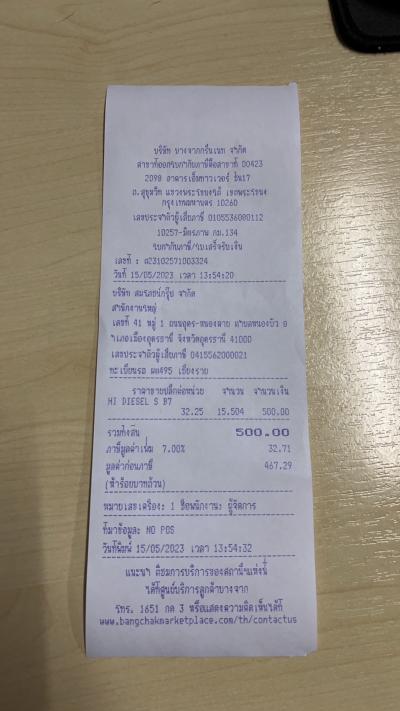 บริษัท บางจากกรีนเนท จำกัด
สาขาที่ออกใบกำกับภาษีคือสาขาที่ 00423
2098 อาคารเอ็มทาวเวอร์ ชั้น17
ถ.สุขุมวิท แขวงพระโขนงใต้ เขตพระโขนง
กรุงเทพมหานคร 10260
เลขประจำตัวผู้เสียภาษี 0105536000112
10257-มิตรภาพ กม.134
ใบกำกับภาษี/ใบเสร็จรับเงิน
เลขที่ : a23102571003324
วันที่ 15/05/2023 เวลา 13:54:20
บริษัท สมรภชน์กรุ๊ป จำกัด
สำนักงานใหญ่
เลขที่ 41 หมู่ 1 ถนนอุดร-หนองลาย ตำบลหนองบัว อ
ำเภอเมืองอุดรธานี จังหวัดอุดรธานี 41000
เลขประจำตัวผู้เสียภาษี 0415562000021
ทะเบียนรถ ผผ495 เชียงราย
ราคาขายปลีกต่อหน่วย จำนวน จำนวนเงิน
HI DIESEL S B7
32.25 15.504 500.00
รวมทั้งสิ้น 500.00
ภาษีมูลค่าเพิ่ม 7.00% 32.71
มูลค่าก่อนภาษี 467.29
(ห้าร้อยบาทถ้วน)
หมายเลขเครื่อง: 1 ชื่อพนักงาน: ผู้จัดการ
ที่มาข้อมูล: NO POS
วันที่พิมพ์ 15/05/2023 เวลา 13:54:32
แนะนำ ติชมการบริการของสถานีแห่งนี้
ได้ที่ศูนย์บริการลูกค้าบางจาก
โทร. 1651 กด 3 หรือแสดงความคิดเห็นได้ที่
www.bangchakmarketplace.com/th/contactus